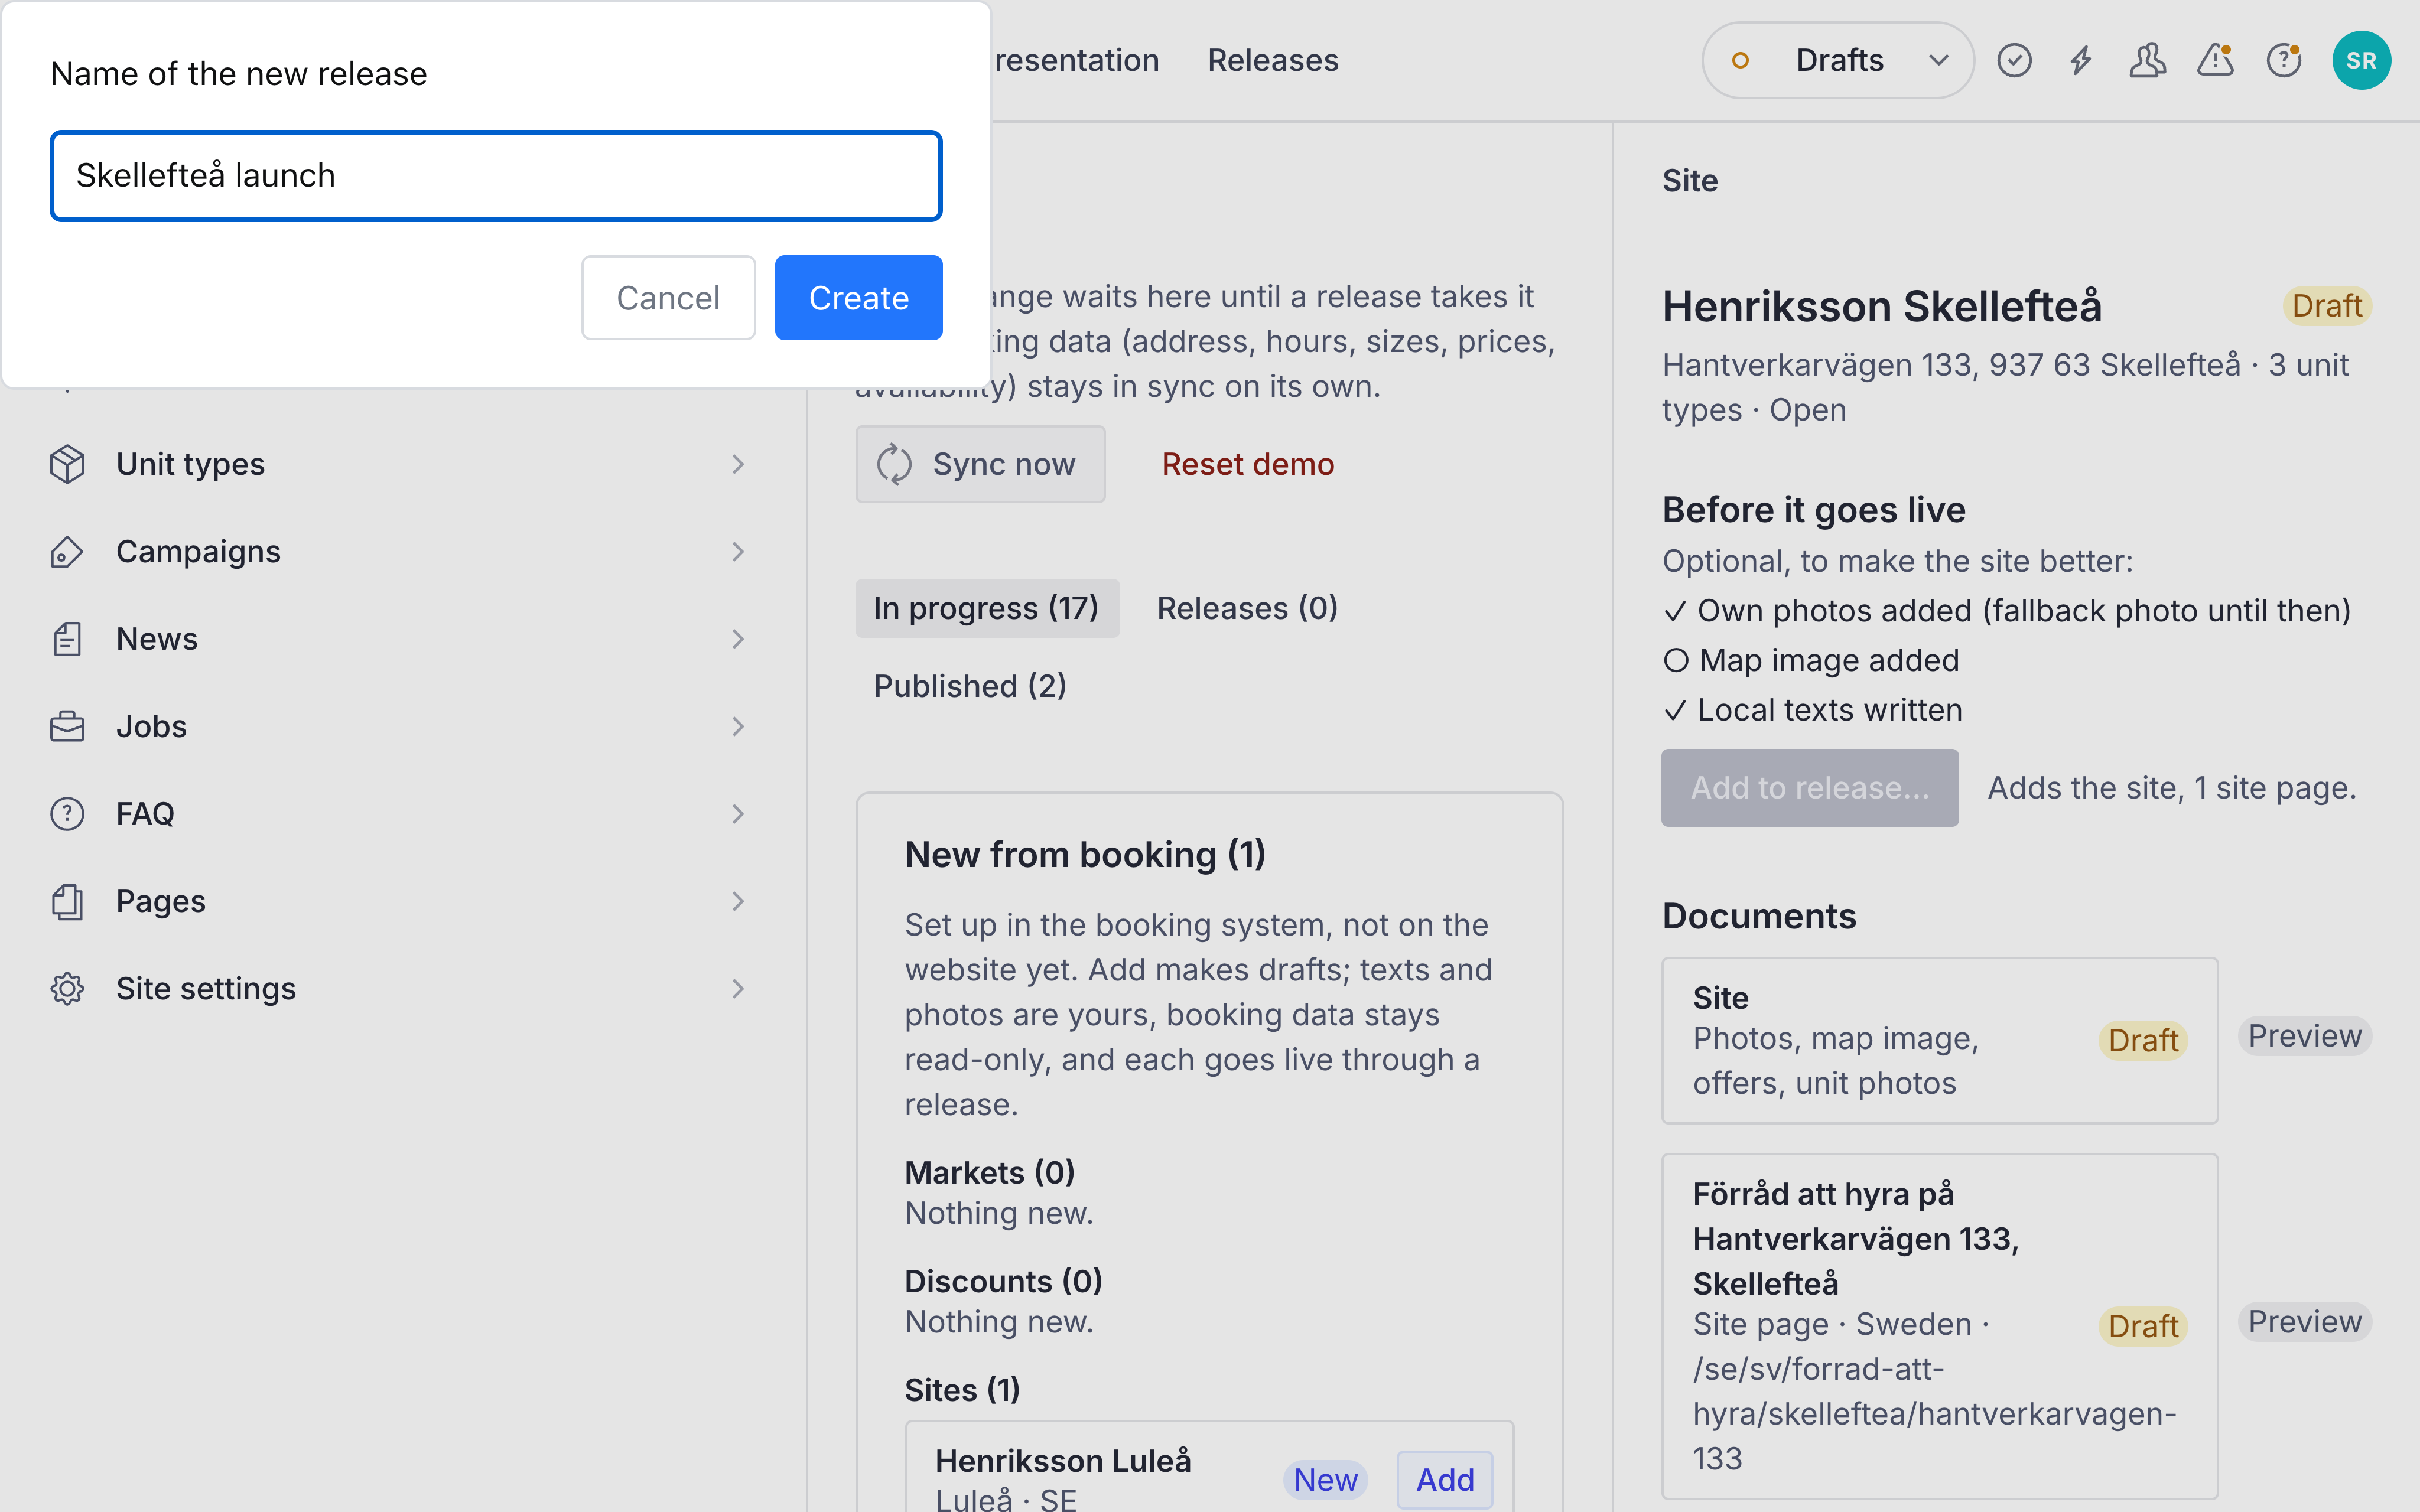 Name of the new release
Skellefteå launch
Cancel
Create
Releases
Drafts
SR
Unit types
Campaigns
News
Jobs
FAQ
Pages
Site settings
waits here until a release takes it
data (address, hours, sizes, prices,
stays in sync on its own.
Sync now
Reset demo
In progress (17)
Releases (0)
Published (2)
New from booking (1)
Set up in the booking system, not on the
website yet. Add makes drafts; texts and
photos are yours, booking data stays
read-only, and each goes live through a
release.
Markets (0)
Nothing new.
Discounts (0)
Nothing new.
Sites (1)
Henriksson Luleå
Luleå · SE
New
Add
Site
Henriksson Skellefteå
Draft
Hantverkarvägen 133, 937 63 Skellefteå · 3 unit
types · Open
Before it goes live
Optional, to make the site better:
Own photos added (fallback photo until then)
Map image added
Local texts written
Add to release...
Adds the site, 1 site page.
Documents
Site
Photos, map image,
offers, unit photos
Draft
Preview
Förråd att hyra på
Hantverkarvägen 133,
Skellefteå
Site page · Sweden ·
/se/sv/forrad-att-
hyra/skelleftea/hantverkarvagen-
133
Draft
Preview